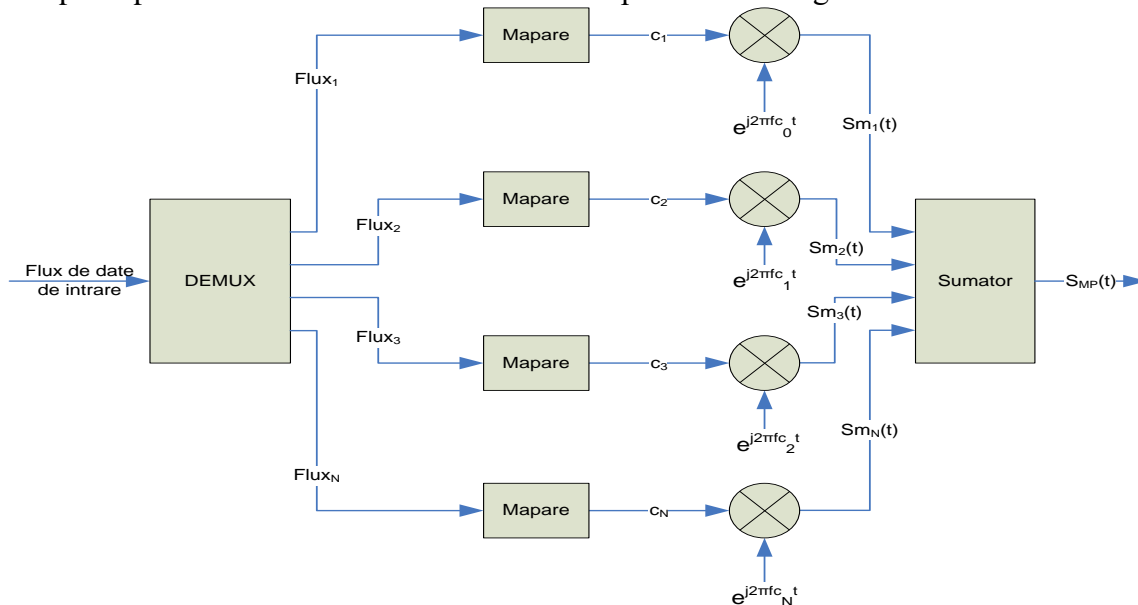 Mapare
c₁
Flux₁
e^j2πfc₀t
Sm₁(t)
Mapare
c₂
Flux₂
e^j2πfc₁t
Sm₂(t)
Flux de date
de intrare
DEMUX
Sumator
S_MP(t)
Flux₃
Mapare
c₃
Sm₃(t)
e^j2πfc₂t
Flux_N
Mapare
c_N
Sm_N(t)
e^j2πfc_Nt